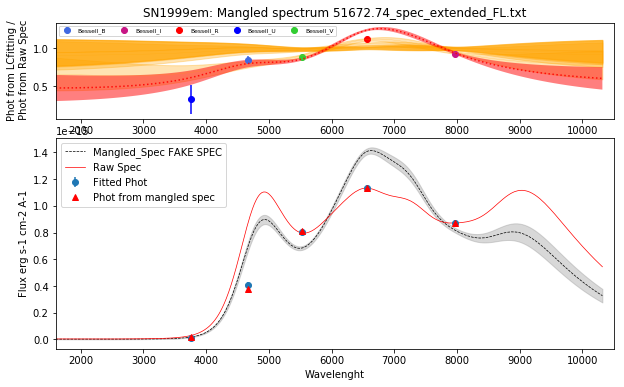 SN1999em: Mangled spectrum 51672.74_spec_extended_FL.txt
Phot from LCfitting /
Phot from Raw Spec
Bessell_B
Bessell_I
Bessell_R
Bessell_U
Bessell_V
1.0
0.5
2000 3000 4000 5000 6000 7000 8000 9000 10000
Flux erg s-1 cm-2 A-1
Mangled_Spec FAKE SPEC
Raw Spec
Fitted Phot
Phot from mangled spec
1.4
1.2
1.0
0.8
0.6
0.4
0.2
0.0
2000 3000 4000 5000 6000 7000 8000 9000 10000
Wavelenght